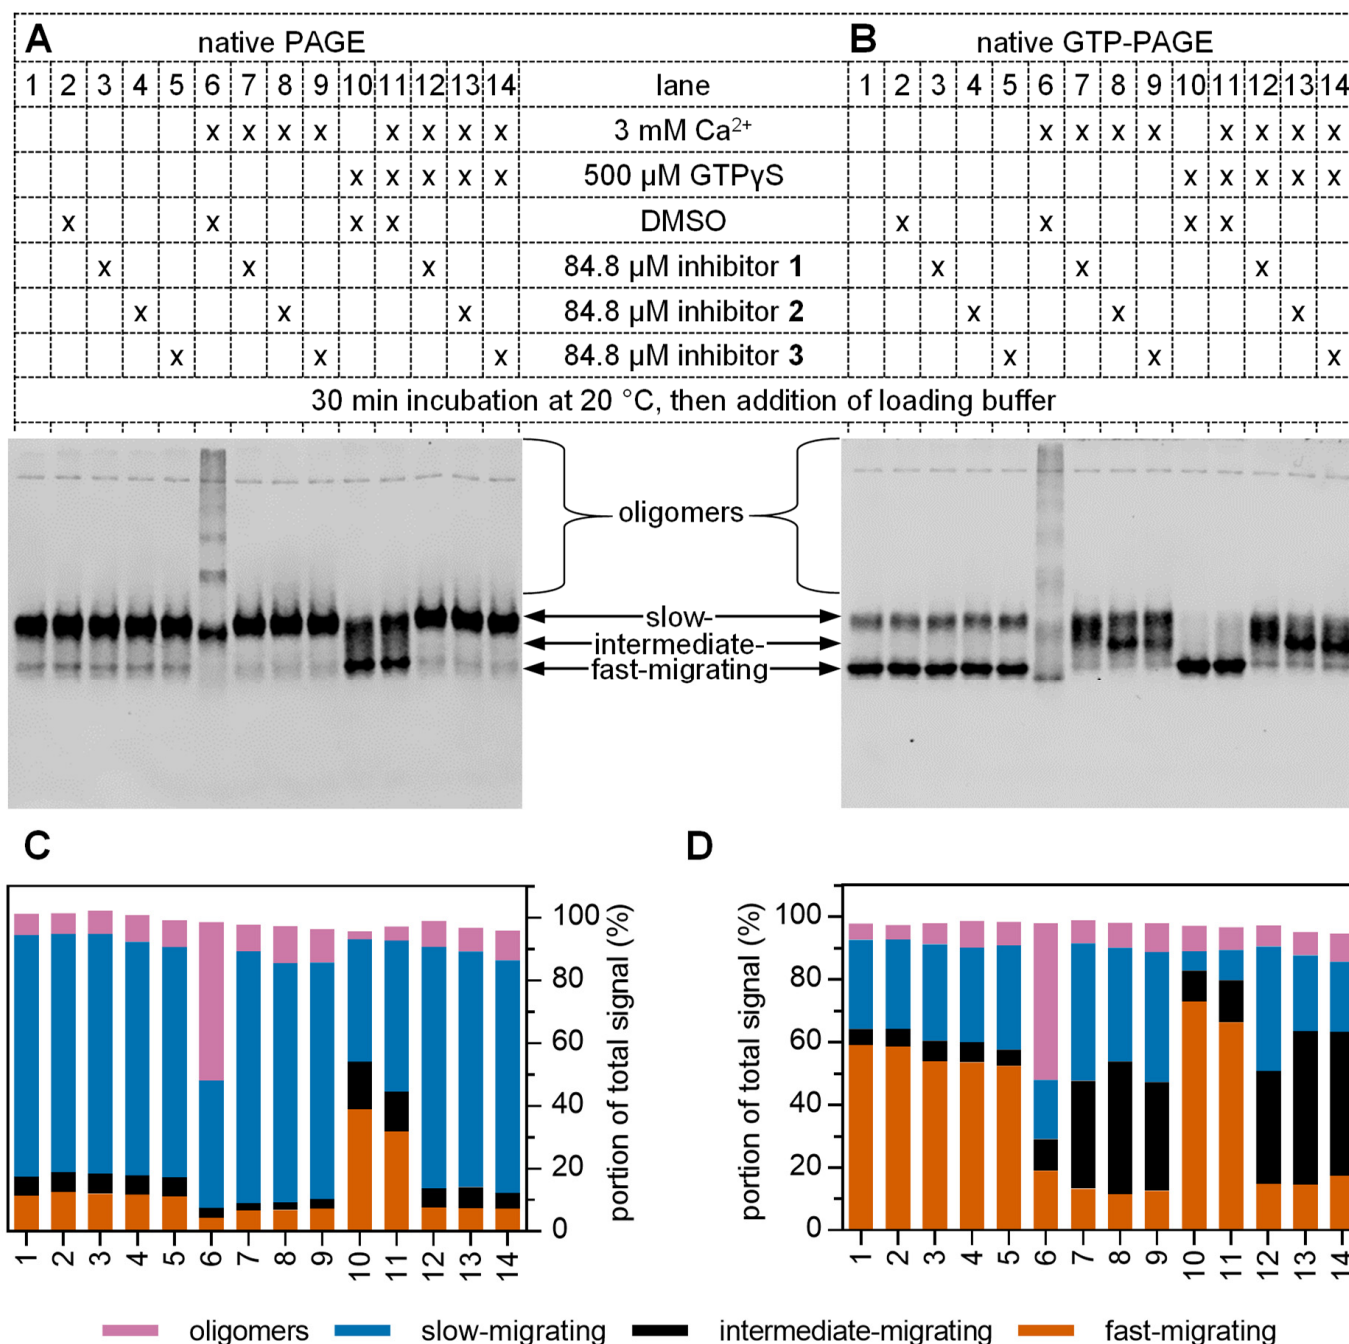 A
native PAGE
B
native GTP-PAGE
1 2 3 4 5 6 7 8 9 10 11 12 13 14 lane 1 2 3 4 5 6 7 8 9 10 11 12 13 14
x x x x x x x x 3 mM Ca²⁺ x x x x x x x x
x x x x x 500 µM GTPγS x x x x x
x x x x DMSO x x x x
x x x 84.8 µM inhibitor 1 x x x
x x x 84.8 µM inhibitor 2 x x x
x x x 84.8 µM inhibitor 3 x x x
30 min incubation at 20 °C, then addition of loading buffer
oligomers
slow-
intermediate-
fast-migrating
C
100
80
60
40
20
0
portion of total signal (%)
1 2 3 4 5 6 7 8 9 10 11 12 13 14
D
portion of total signal (%)
100
80
60
40
20
0
1 2 3 4 5 6 7 8 9 10 11 12 13 14
oligomers slow-migrating intermediate-migrating fast-migrating